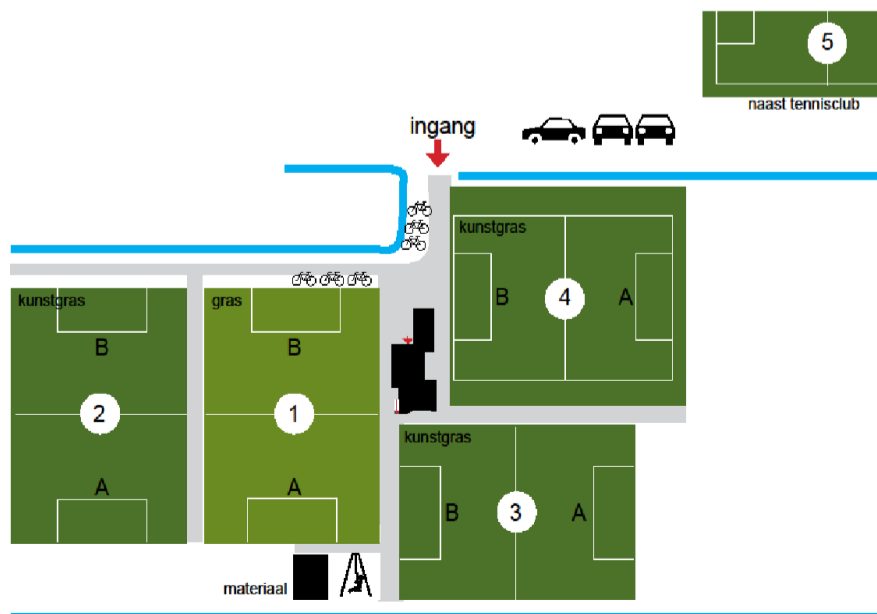 5
naast tennisclub
ingang
kunstgras
B
4
A
kunstgras
B
2
A
gras
B
1
A
kunstgras
B
3
A
materiaal